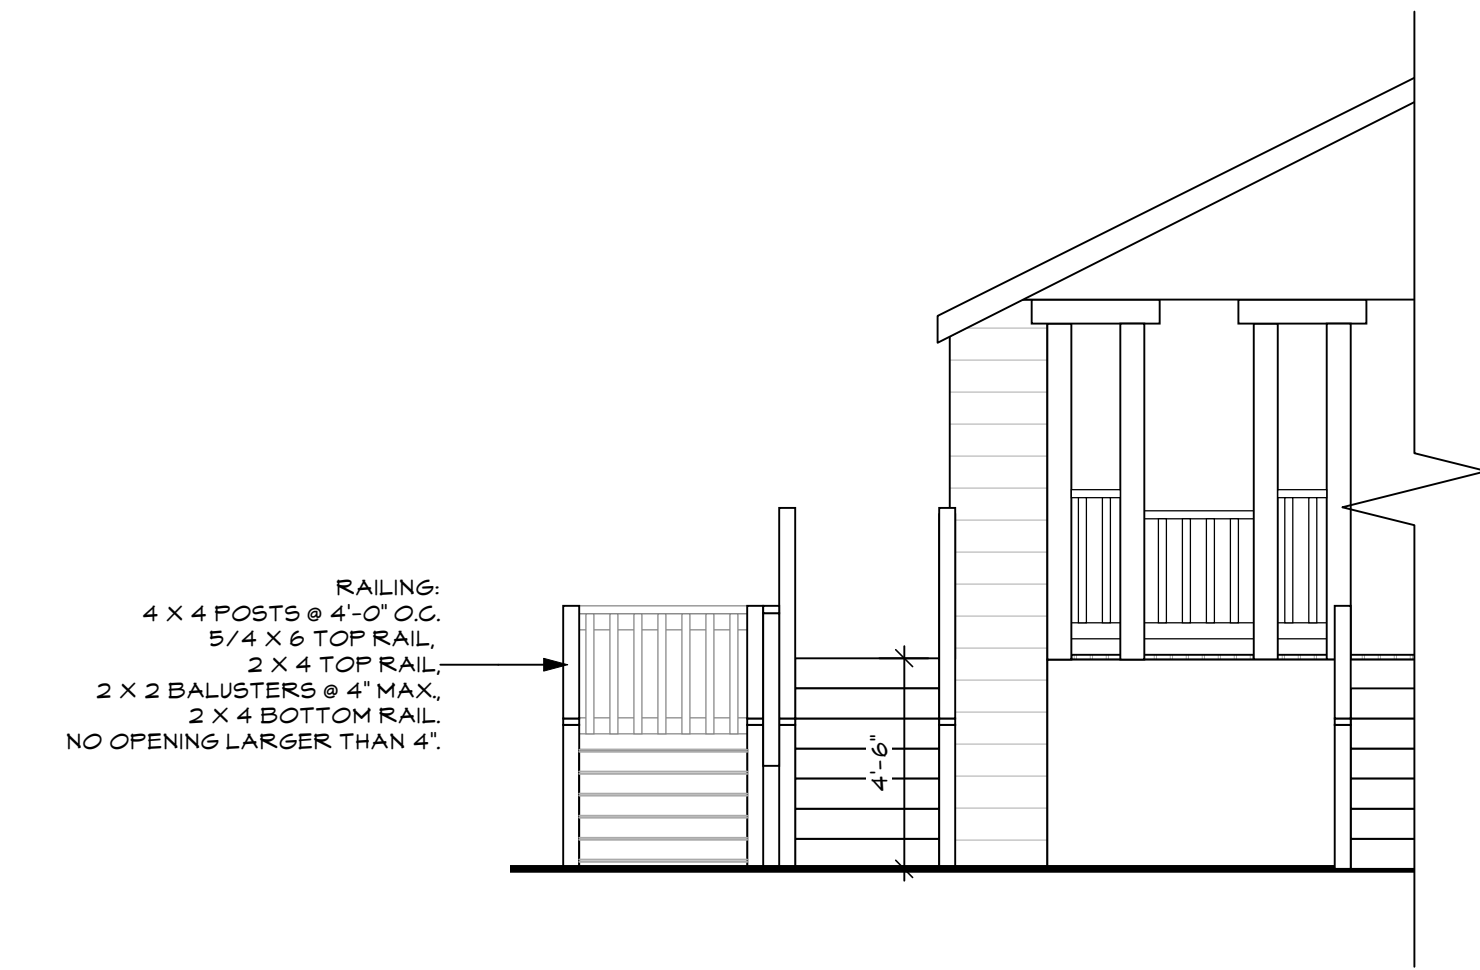 RAILING:
4 X 4 POSTS @ 4'-0" O.C.
5/4 X 6 TOP RAIL,
2 X 4 TOP RAIL,
2 X 2 BALUSTERS @ 4" MAX.,
2 X 4 BOTTOM RAIL.
NO OPENING LARGER THAN 4".
4'-6"